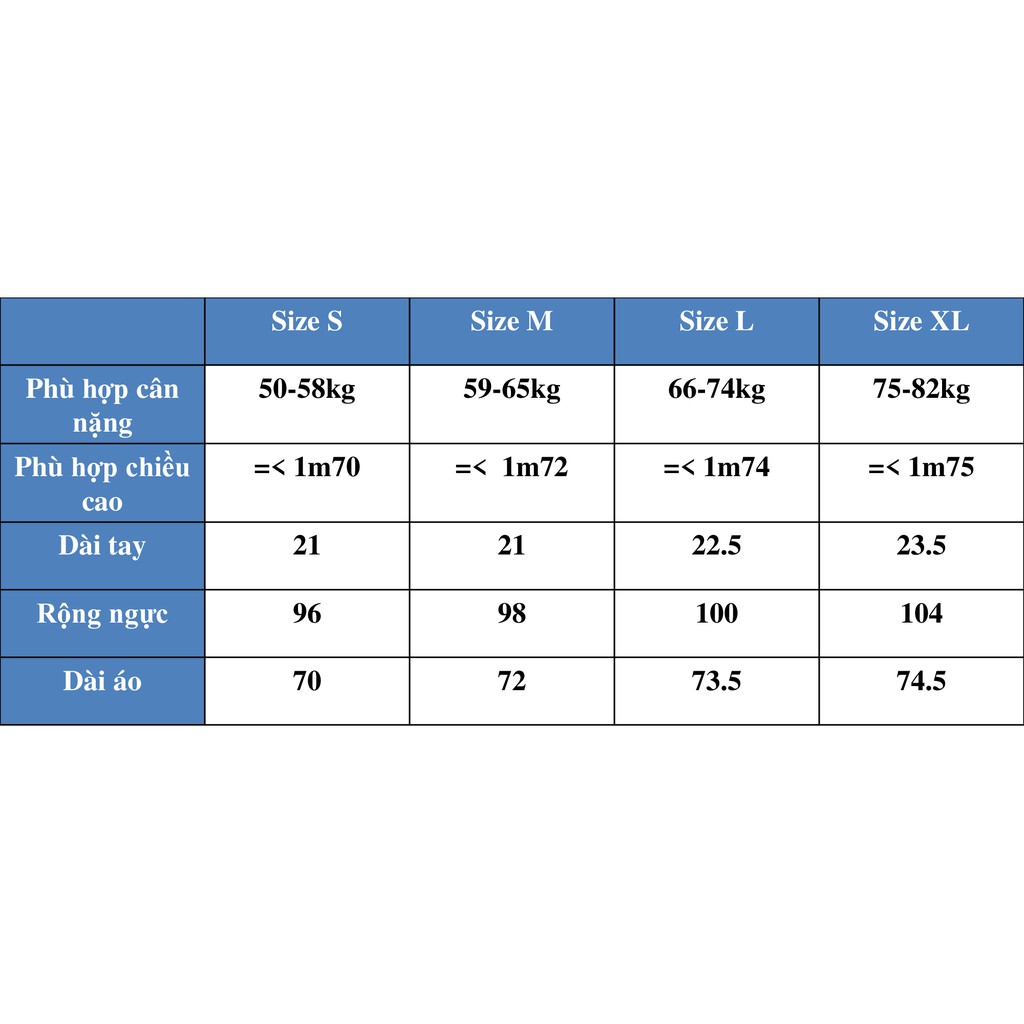 Size S Size M Size L Size XL
Phù hợp cân nặng 50-58kg 59-65kg 66-74kg 75-82kg
Phù hợp chiều cao =< 1m70 =<  1m72 =< 1m74 =< 1m75
Dài tay 21 21 22.5 23.5
Rộng ngực 96 98 100 104
Dài áo 70 72 73.5 74.5